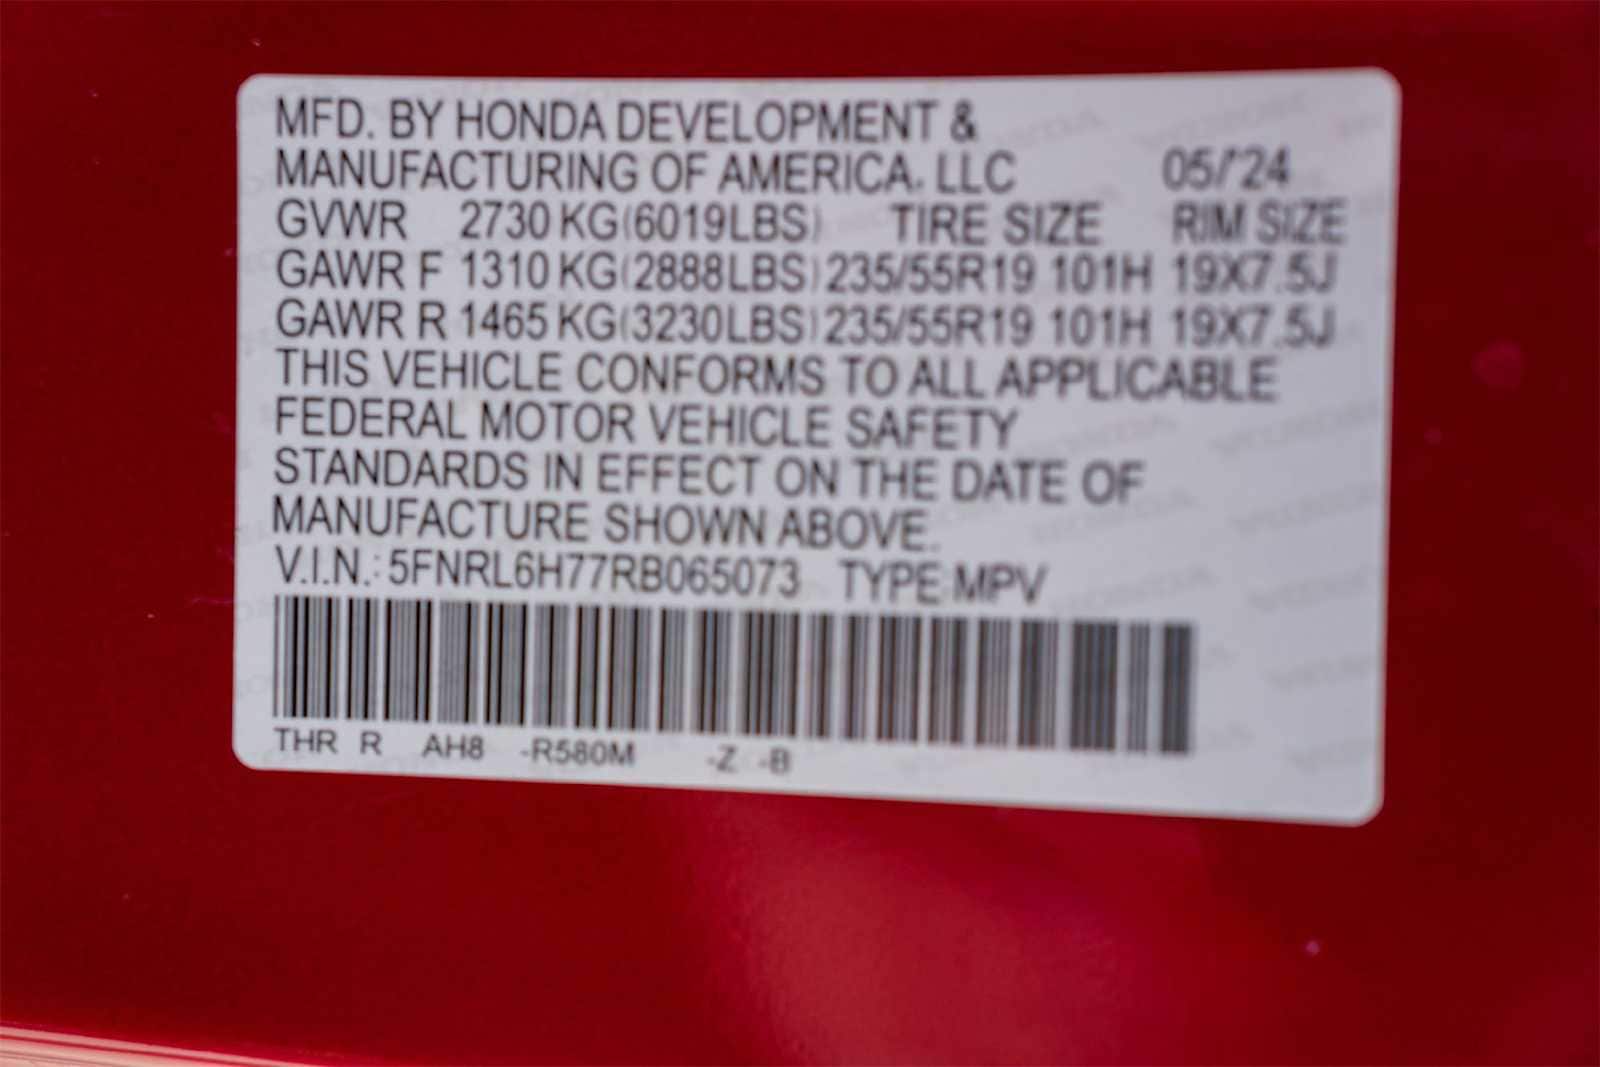 MFD. BY HONDA DEVELOPMENT &
MANUFACTURING OF AMERICA, LLC 05/'24
GVWR 2730 KG(6019LBS) TIRE SIZE RIM SIZE
GAWR F 1310 KG(2888LBS) 235/55R19 101H 19X7.5J
GAWR R 1465 KG(3230LBS) 235/55R19 101H 19X7.5J
THIS VEHICLE CONFORMS TO ALL APPLICABLE
FEDERAL MOTOR VEHICLE SAFETY
STANDARDS IN EFFECT ON THE DATE OF
MANUFACTURE SHOWN ABOVE.
V.I.N.: 5FNRL6H77RB065073 TYPE:MPV
THR R AH8 -R580M -Z -B